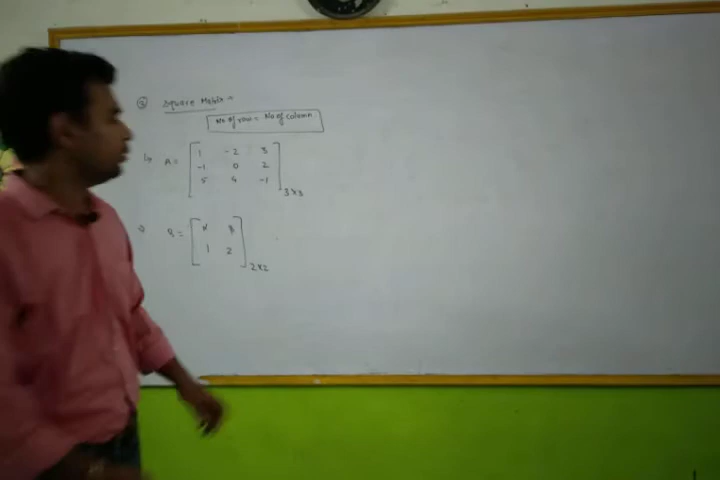 ③ Square Matrix :-
No of row = No of column
↳ A =
1 -2 3
-1 0 2
5 4 -1
3×3
1 2
2×2